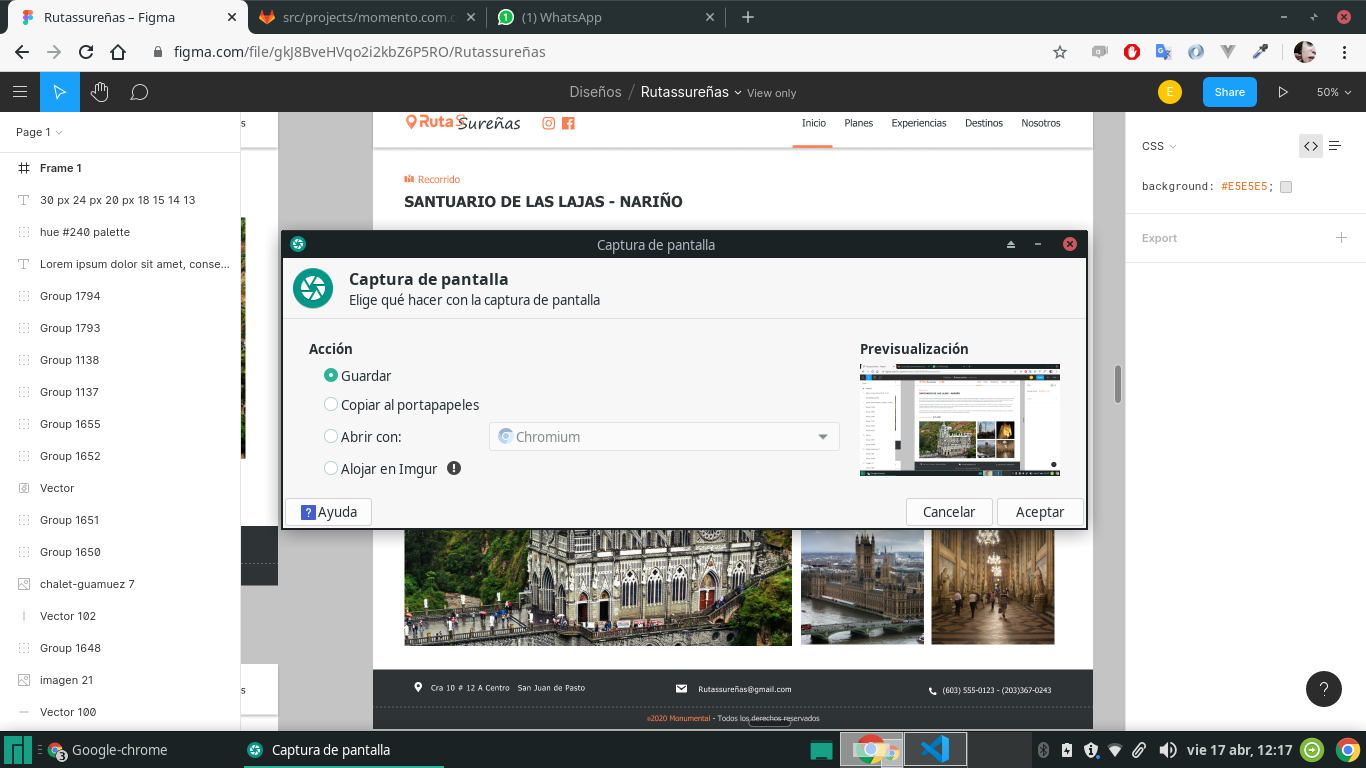 Rutassureñas – Figma
src/projects/momento.com.c
(1) WhatsApp
figma.com/file/gkJ8BveHVqo2i2kbZ6P5RO/Rutassureñas
Diseños / Rutassureñas View only
E
Share
50%
Page 1
Frame 1
30 px 24 px 20 px 18 15 14 13
hue #240 palette
Lorem ipsum dolor sit amet, conse...
Group 1794
Group 1793
Group 1138
Group 1137
Group 1655
Group 1652
Vector
Group 1651
Group 1650
chalet-guamuez 7
Vector 102
Group 1648
imagen 21
Vector 100
s
s
RutaS Sureñas
Inicio Planes Experiencias Destinos Nosotros
Recorrido
SANTUARIO DE LAS LAJAS - NARIÑO
CSS
background: #E5E5E5;
Export
Captura de pantalla
Captura de pantalla
Elige qué hacer con la captura de pantalla
Acción
Guardar
Copiar al portapapeles
Abrir con:
Chromium
Alojar en Imgur
Previsualización
Ayuda
Cancelar
Aceptar
Cra 10 # 12 A Centro San Juan de Pasto
Rutassureñas@gmail.com
(603) 555-0123 - (203)367-0243
©2020 Monumental - Todos los derechos reservados
?
3
Google-chrome
Captura de pantalla
vie 17 abr, 12:17